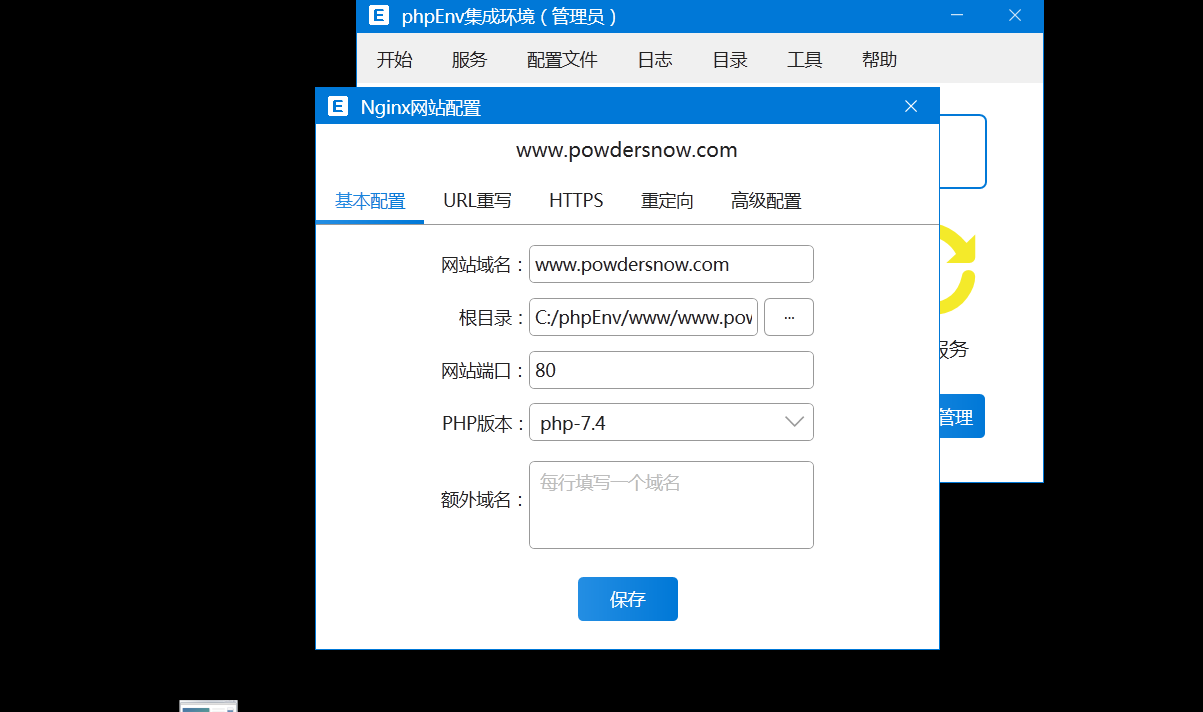 E phpEnv集成环境（管理员）
开始 服务 配置文件 日志 目录 工具 帮助
E Nginx网站配置
www.powdersnow.com
基本配置 URL重写 HTTPS 重定向 高级配置
网站域名： www.powdersnow.com
根目录： C:/phpEnv/www/www.pow ...
网站端口： 80
服务
PHP版本： php-7.4
管理
额外域名： 每行填写一个域名
保存